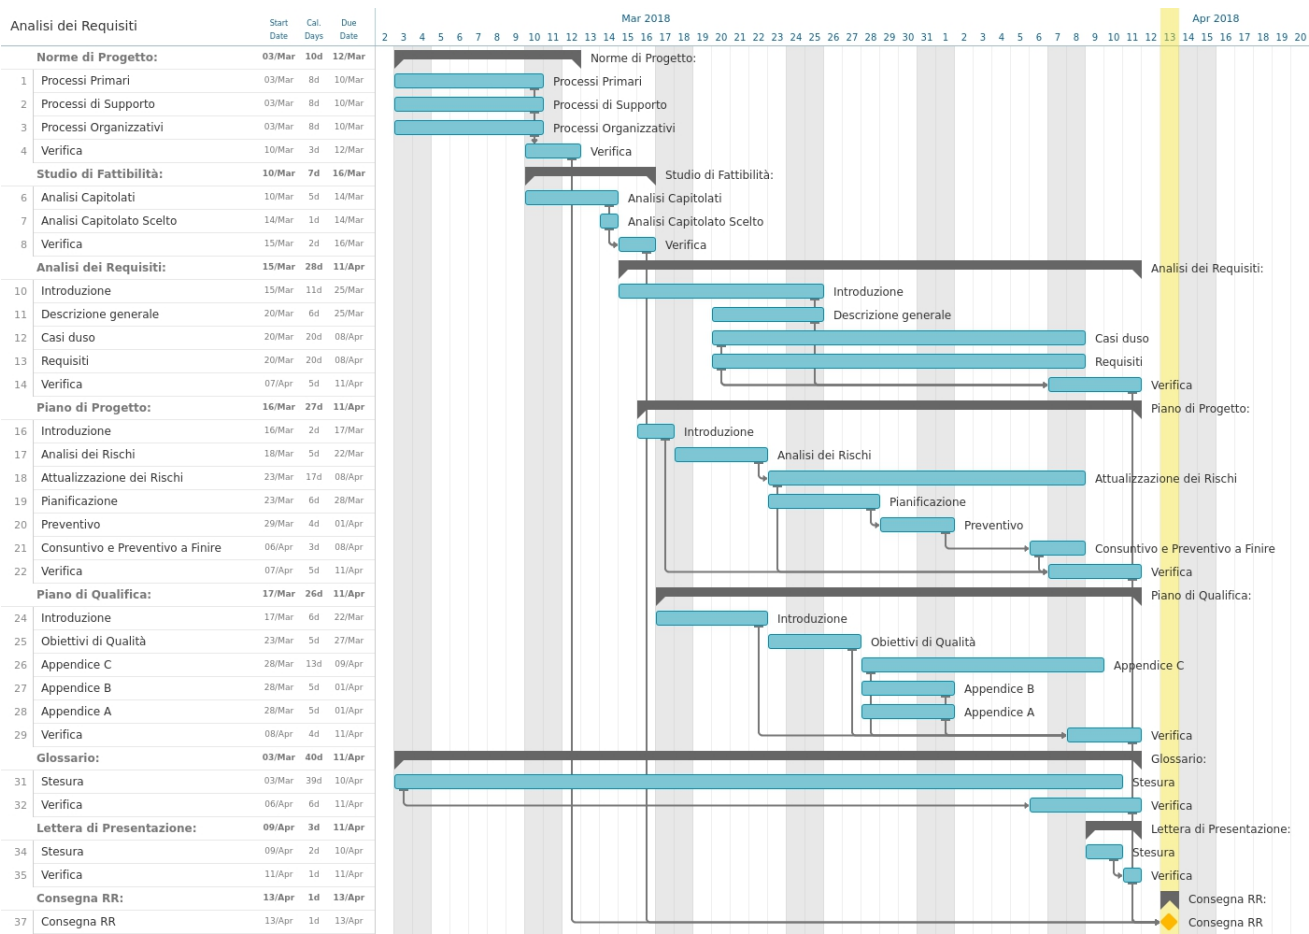 Analisi dei Requisiti Start Date Cal. Days Due Date Mar 2018 Apr 2018
2 3 4 5 6 7 8 9 10 11 12 13 14 15 16 17 18 19 20 21 22 23 24 25 26 27 28 29 30 31 1 2 3 4 5 6 7 8 9 10 11 12 13 14 15 16 17 18 19 20
Norme di Progetto: 03/Mar 10d 12/Mar Norme di Progetto:
1 Processi Primari 03/Mar 8d 10/Mar Processi Primari
2 Processi di Supporto 03/Mar 8d 10/Mar Processi di Supporto
3 Processi Organizzativi 03/Mar 8d 10/Mar Processi Organizzativi
4 Verifica 10/Mar 3d 12/Mar Verifica
Studio di Fattibilità: 10/Mar 7d 16/Mar Studio di Fattibilità:
6 Analisi Capitolati 10/Mar 5d 14/Mar Analisi Capitolati
7 Analisi Capitolato Scelto 14/Mar 1d 14/Mar Analisi Capitolato Scelto
8 Verifica 15/Mar 2d 16/Mar Verifica
Analisi dei Requisiti: 15/Mar 28d 11/Apr Analisi dei Requisiti:
10 Introduzione 15/Mar 11d 25/Mar Introduzione
11 Descrizione generale 20/Mar 6d 25/Mar Descrizione generale
12 Casi duso 20/Mar 20d 08/Apr Casi duso
13 Requisiti 20/Mar 20d 08/Apr Requisiti
14 Verifica 07/Apr 5d 11/Apr Verifica
Piano di Progetto: 16/Mar 27d 11/Apr Piano di Progetto:
16 Introduzione 16/Mar 2d 17/Mar Introduzione
17 Analisi dei Rischi 18/Mar 5d 22/Mar Analisi dei Rischi
18 Attualizzazione dei Rischi 23/Mar 17d 08/Apr Attualizzazione dei Rischi
19 Pianificazione 23/Mar 6d 28/Mar Pianificazione
20 Preventivo 29/Mar 4d 01/Apr Preventivo
21 Consuntivo e Preventivo a Finire 06/Apr 3d 08/Apr Consuntivo e Preventivo a Finire
22 Verifica 07/Apr 5d 11/Apr Verifica
Piano di Qualifica: 17/Mar 26d 11/Apr Piano di Qualifica:
24 Introduzione 17/Mar 6d 22/Mar Introduzione
25 Obiettivi di Qualità 23/Mar 5d 27/Mar Obiettivi di Qualità
26 Appendice C 28/Mar 13d 09/Apr Appendice C
27 Appendice B 28/Mar 5d 01/Apr Appendice B
28 Appendice A 28/Mar 5d 01/Apr Appendice A
29 Verifica 08/Apr 4d 11/Apr Verifica
Glossario: 03/Mar 40d 11/Apr Glossario:
31 Stesura 03/Mar 39d 10/Apr Stesura
32 Verifica 06/Apr 6d 11/Apr Verifica
Lettera di Presentazione: 09/Apr 3d 11/Apr Lettera di Presentazione:
34 Stesura 09/Apr 2d 10/Apr Stesura
35 Verifica 11/Apr 1d 11/Apr Verifica
Consegna RR: 13/Apr 1d 13/Apr Consegna RR:
37 Consegna RR 13/Apr 1d 13/Apr Consegna RR